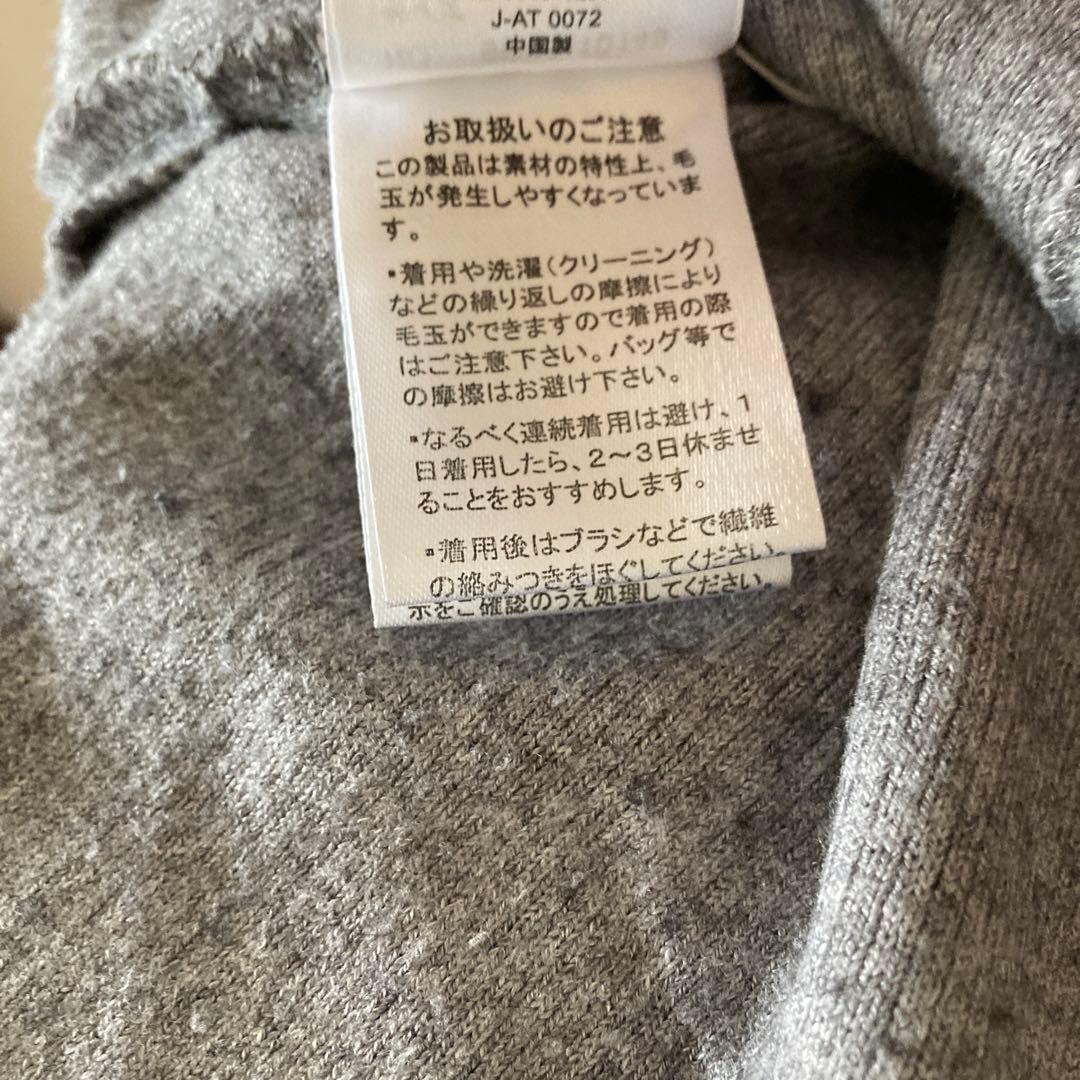 J-AT 0072
中国製
お取扱いのご注意
この製品は素材の特性上、毛
玉が発生しやすくなっていま
す。
▪着用や洗濯(クリーニング)
などの繰り返しの摩擦により
毛玉ができますので着用の際
はご注意下さい。バッグ等で
の摩擦はお避け下さい。
▪なるべく連続着用は避け、1
日着用したら、2～3日休ませ
ることをおすすめします。
▪着用後はブラシなどで繊維
の絡みつきをほぐしてください。
示をご確認のうえ処理してください。